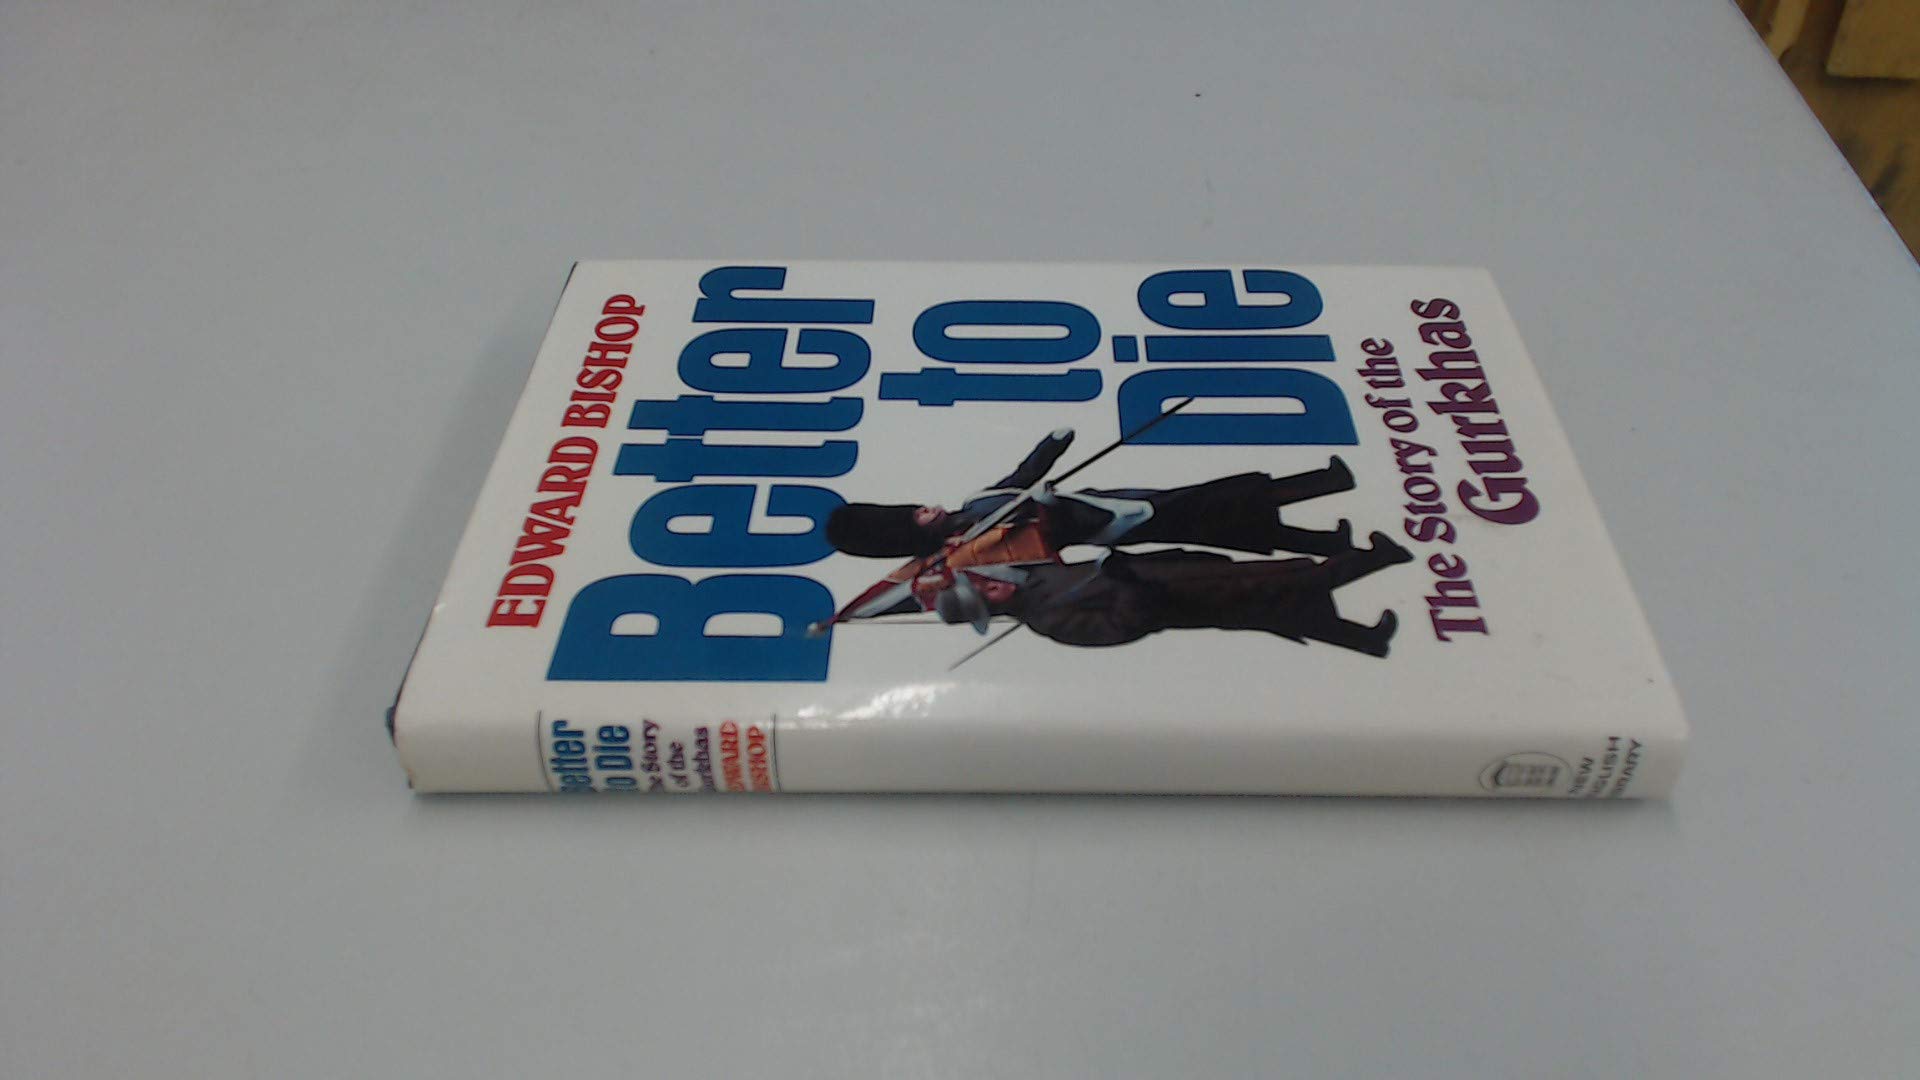 EDWARD BISHOP
Better
to
Die
The Story of the
Gurkhas
Better
to Die
The Story
of the
Gurkhas
EDWARD
BISHOP
NEW
ENGLISH
LIBRARY